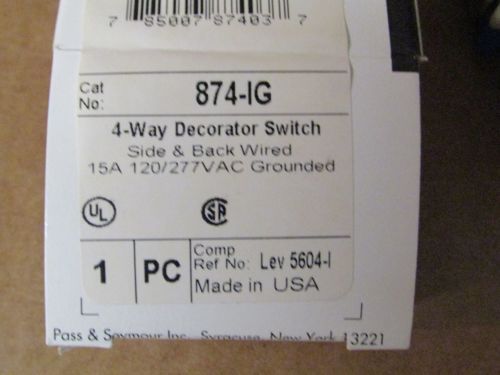 7 85007 87403 7
Cat No: 874-IG
4-Way Decorator Switch
Side & Back Wired
15A 120/277VAC Grounded
UL
SA
1 PC Comp Ref No: Lev 5604-I
Made in USA
Pass & Seymour Inc. Syracuse, New York 13221